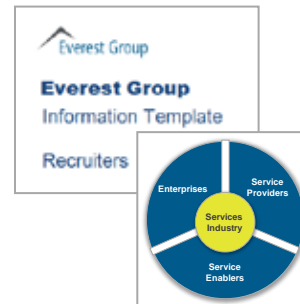 Everest Group
Everest Group
Information Template
Recruiters
Enterprises
Service
Providers
Services
Industry
Service
Enablers